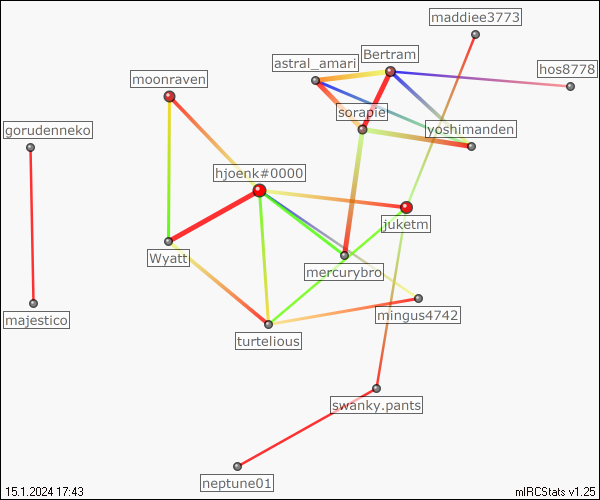 maddiee3773
Bertram
astral_amari
hos8778
moonraven
sorapie
gorudenneko
yoshimanden
hjoenk#0000
juketm
Wyatt
mercurybro
mingus4742
majestico
turtelious
swanky.pants
neptune01
15.1.2024 17:43
mIRCStats v1.25